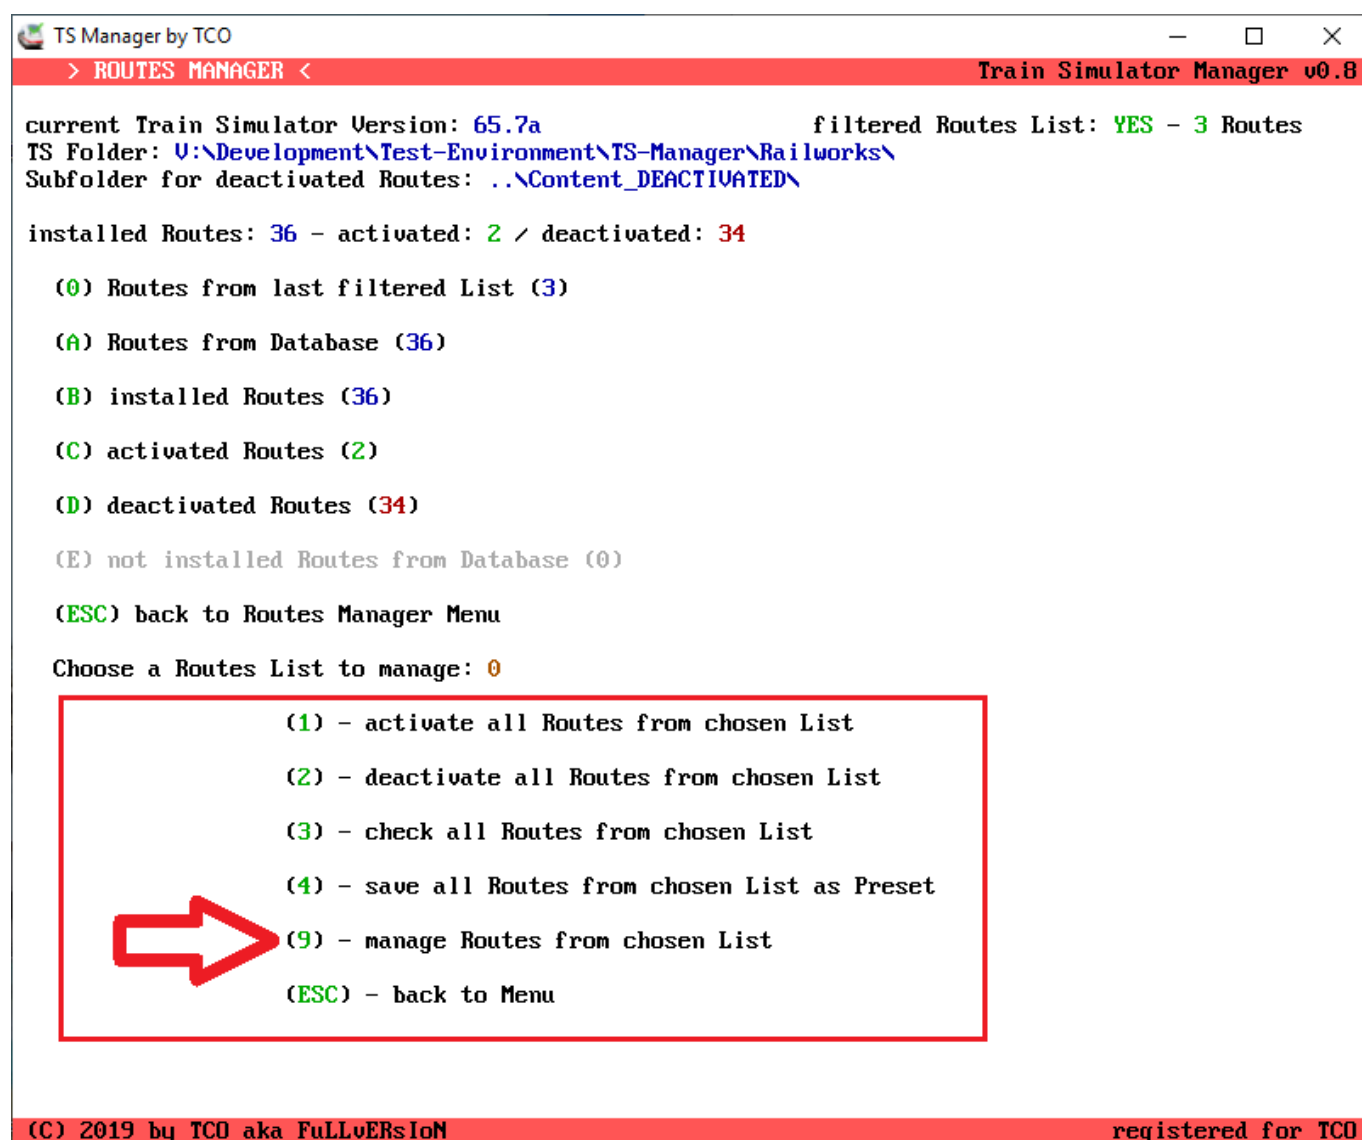 TS Manager by TCO
> ROUTES MANAGER < Train Simulator Manager v0.8
current Train Simulator Version: 65.7a filtered Routes List: YES - 3 Routes
TS Folder: V:\Development\Test-Environment\TS-Manager\Railworks\
Subfolder for deactivated Routes: ..\Content_DEACTIVATED\
installed Routes: 36 - activated: 2 / deactivated: 34
(0) Routes from last filtered List (3)
(A) Routes from Database (36)
(B) installed Routes (36)
(C) activated Routes (2)
(D) deactivated Routes (34)
(E) not installed Routes from Database (0)
(ESC) back to Routes Manager Menu
Choose a Routes List to manage: 0
(1) - activate all Routes from chosen List
(2) - deactivate all Routes from chosen List
(3) - check all Routes from chosen List
(4) - save all Routes from chosen List as Preset
(9) - manage Routes from chosen List
(ESC) - back to Menu
(C) 2019 by TCO aka FuLLvERsIoN registered for TCO